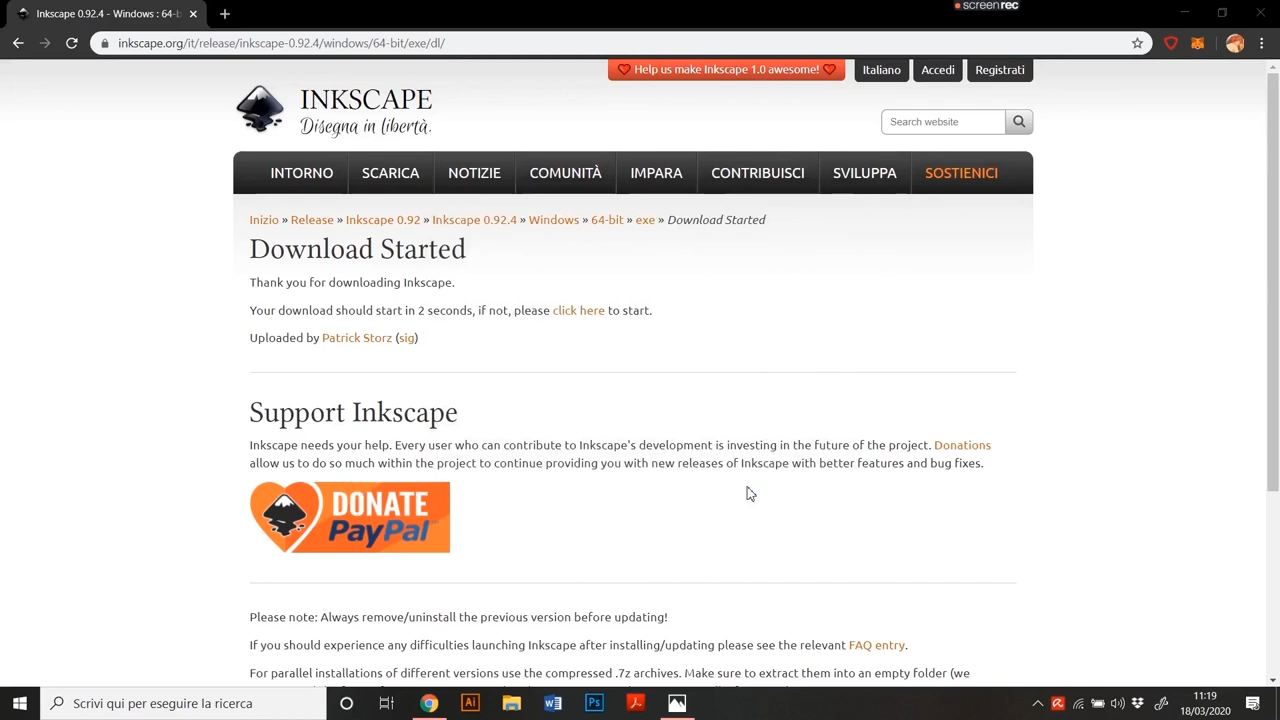 screenrec
Inkscape 0.92.4 - Windows : 64-b
inkscape.org/it/release/inkscape-0.92.4/windows/64-bit/exe/dl/
Help us make Inkscape 1.0 awesome!
Italiano
Accedi
Registrati
INKSCAPE
Disegna in libertà.
Search website
INTORNO
SCARICA
NOTIZIE
COMUNITÀ
IMPARA
CONTRIBUISCI
SVILUPPA
SOSTIENICI
Inizio » Release » Inkscape 0.92 » Inkscape 0.92.4 » Windows » 64-bit » exe » Download Started
Download Started
Thank you for downloading Inkscape.
Your download should start in 2 seconds, if not, please click here to start.
Uploaded by Patrick Storz (sig)
Support Inkscape
Inkscape needs your help. Every user who can contribute to Inkscape's development is investing in the future of the project. Donations
allow us to do so much within the project to continue providing you with new releases of Inkscape with better features and bug fixes.
DONATE
PayPal
Please note: Always remove/uninstall the previous version before updating!
If you should experience any difficulties launching Inkscape after installing/updating please see the relevant FAQ entry.
For parallel installations of different versions use the compressed .7z archives. Make sure to extract them into an empty folder (we
Scrivi qui per eseguire la ricerca
Ai
Ps
11:19
18/03/2020